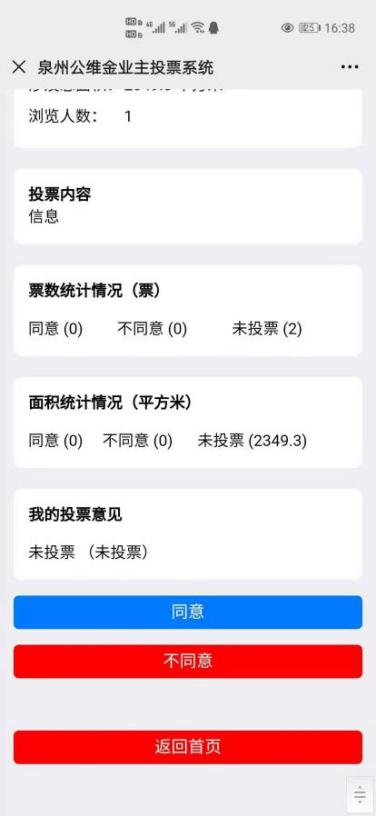 16:38
泉州公维金业主投票系统
浏览人数： 1
投票内容
信息
票数统计情况（票）
同意 (0) 不同意 (0) 未投票 (2)
面积统计情况（平方米）
同意 (0) 不同意 (0) 未投票 (2349.3)
我的投票意见
未投票 （未投票）
同意
不同意
返回首页